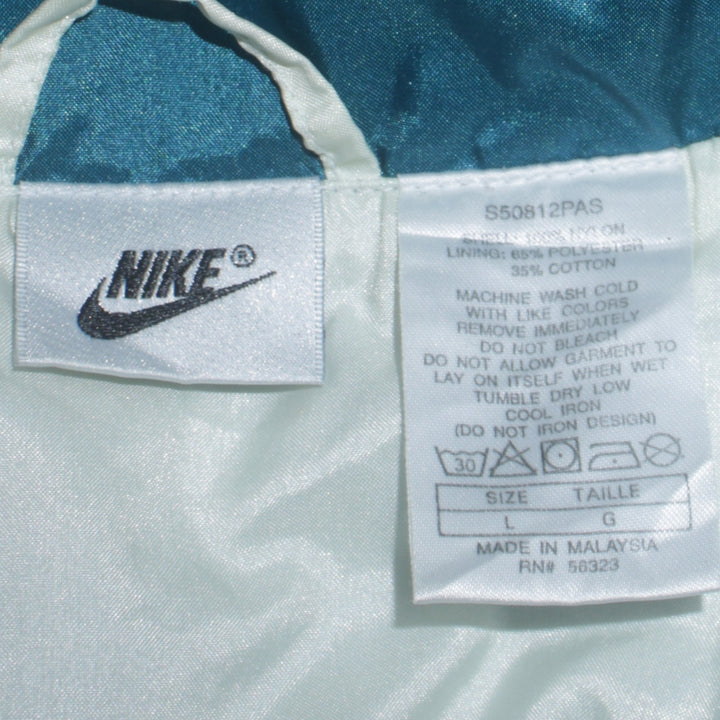 NIKE®
S50812PAS
SHELL: 100% NYLON
LINING: 65% POLYESTER
35% COTTON
MACHINE WASH COLD
WITH LIKE COLORS
REMOVE IMMEDIATELY
DO NOT BLEACH
DO NOT ALLOW GARMENT TO
LAY ON ITSELF WHEN WET
TUMBLE DRY LOW
COOL IRON
(DO NOT IRON DESIGN)
30
SIZE TAILLE
L G
MADE IN MALAYSIA
RN# 56323